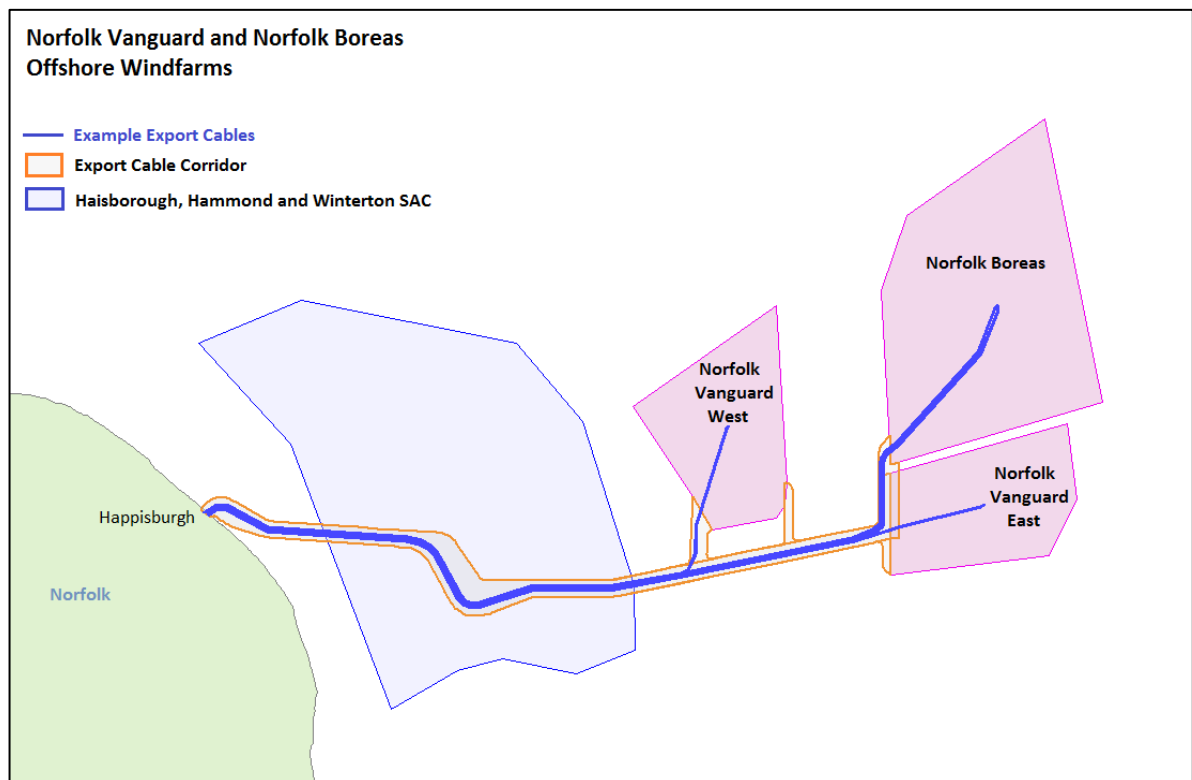 Norfolk Vanguard and Norfolk Boreas
Offshore Windfarms
Example Export Cables
Export Cable Corridor
Haisborough, Hammond and Winterton SAC
Norfolk Boreas
Norfolk
Vanguard
West
Norfolk
Vanguard
East
Happisburgh
Norfolk